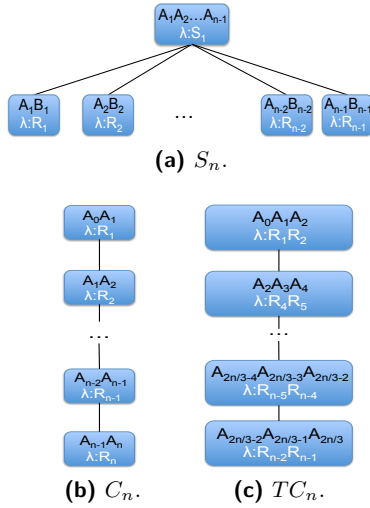 A₁A₂...Aₙ₋₁
λ:S₁
A₁B₁ A₂B₂ ... Aₙ₋₂Bₙ₋₂ Aₙ₋₁Bₙ₋₁
λ:R₁ λ:R₂ λ:Rₙ₋₂ λ:Rₙ₋₁
(a) Sₙ.
A₀A₁
λ:R₁
A₁A₂
λ:R₂
...
Aₙ₋₂Aₙ₋₁
λ:Rₙ₋₁
Aₙ₋₁Aₙ
λ:Rₙ
(b) Cₙ.
A₀A₁A₂
λ:R₁R₂
A₂A₃A₄
λ:R₄R₅
...
A₂ₙ/₃₋₄A₂ₙ/₃₋₃A₂ₙ/₃₋₂
λ:Rₙ₋₅Rₙ₋₄
A₂ₙ/₃₋₂A₂ₙ/₃₋₁A₂ₙ/₃
λ:Rₙ₋₂Rₙ₋₁
(c) TCₙ.